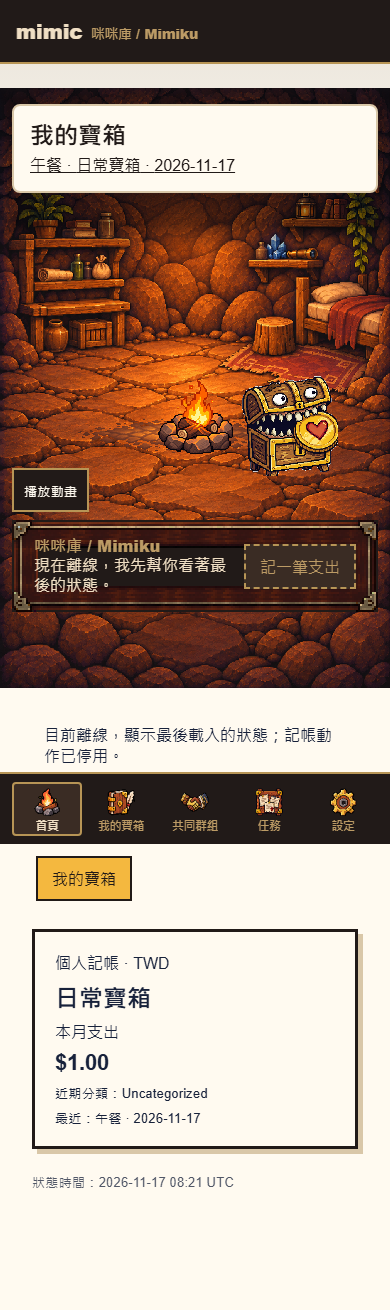 mimic 咪咪庫 / Mimiku
我的寶箱
午餐 · 日常寶箱 · 2026-11-17
播放動畫
咪咪庫 / Mimiku
現在離線，我先幫你看著最
後的狀態。
記一筆支出
目前離線，顯示最後載入的狀態；記帳動
作已停用。
首頁
我的寶箱
共同群組
任務
設定
我的寶箱
個人記帳 · TWD
日常寶箱
本月支出
$1.00
近期分類：Uncategorized
最近：午餐 · 2026-11-17
狀態時間：2026-11-17 08:21 UTC